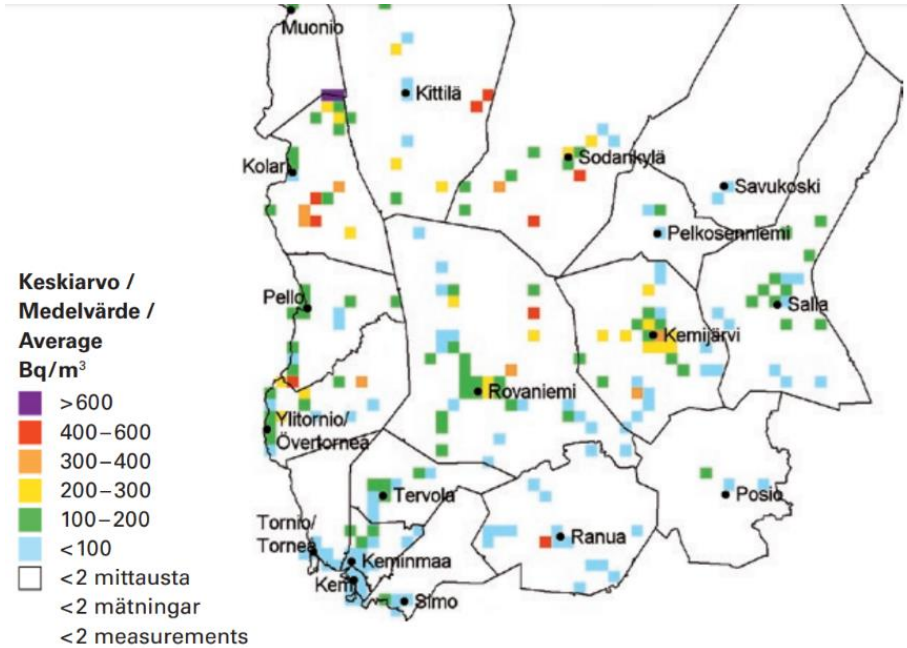 Muonio
Kittilä
Kolari
Sodankylä
Savukoski
Pelkosenniemi
Pello
Salla
Kemijärvi
Rovaniemi
Ylitornio/
Övertorneå
Tervola
Posio
Tornio/
Torneå
Ranua
Keminmaa
Kemi
Simo
Keskiarvo /
Medelvärde /
Average
Bq/m³
>600
400–600
300–400
200–300
100–200
<100
<2 mittausta
<2 mätningar
<2 measurements